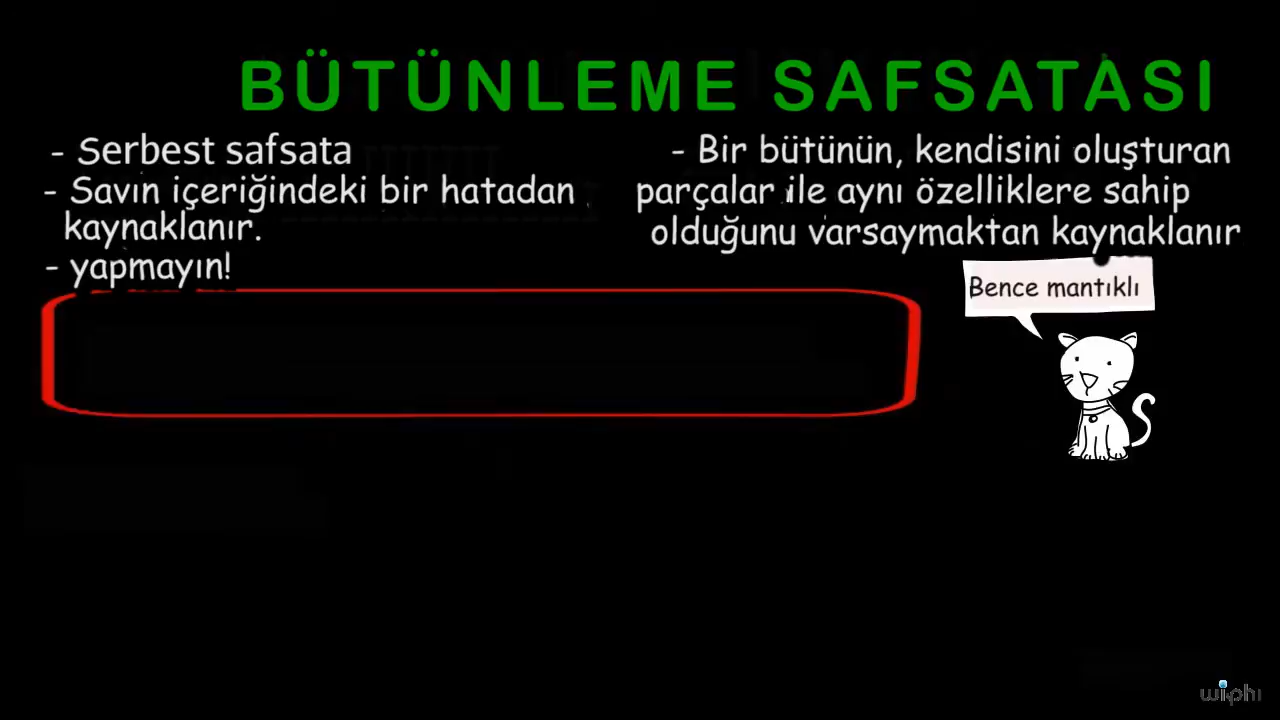 BÜTÜNLEME SAFSATASI
- Serbest safsata
- Savın içeriğindeki bir hatadan
kaynaklanır.
- yapmayın!
- Bir bütünün, kendisini oluşturan
parçalar ile aynı özelliklere sahip
olduğunu varsaymaktan kaynaklanır
Bence mantıklı
wiphi